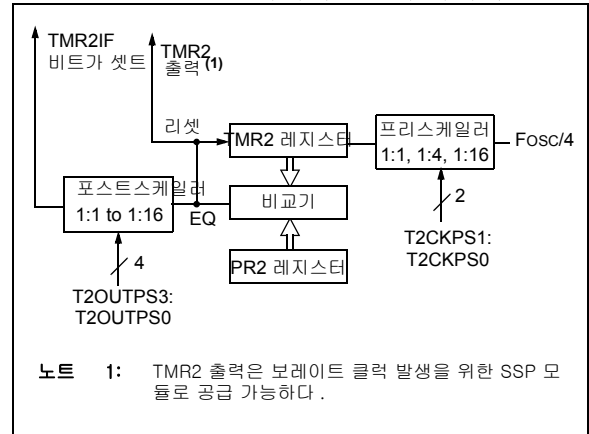 TMR2IF
비트가 셋트
TMR2
출력 (1)
리셋
TMR2 레지스터
프리스케일러
1:1, 1:4, 1:16
Fosc/4
포스트스케일러
1:1 to 1:16
EQ
비교기
2
T2CKPS1:
T2CKPS0
4
PR2 레지스터
T2OUTPS3:
T2OUTPS0
노트 1: TMR2 출력은 보레이트 클럭 발생을 위한 SSP 모
듈로 공급 가능하다 .